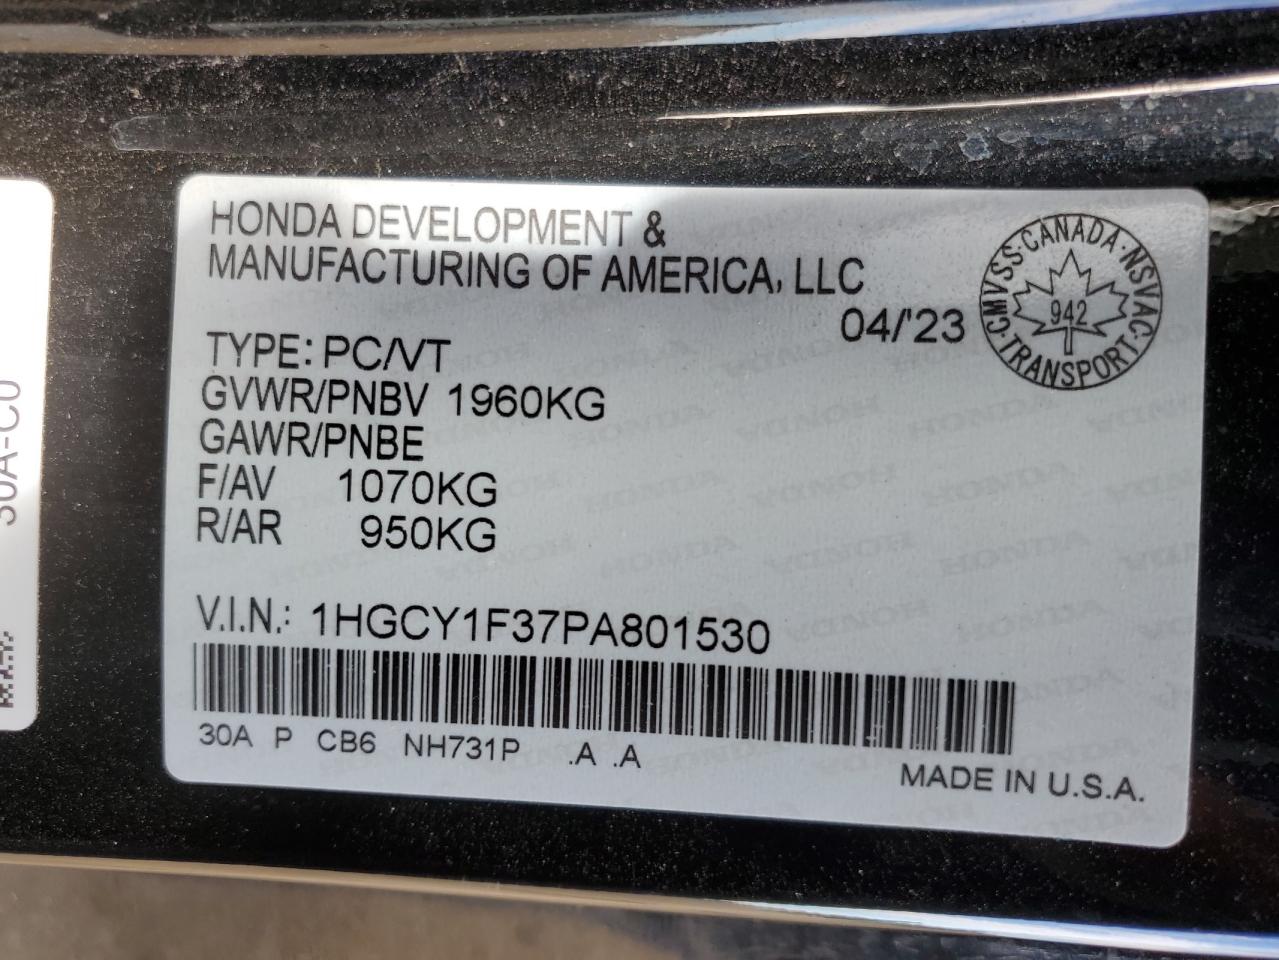 HONDA DEVELOPMENT &
MANUFACTURING OF AMERICA, LLC
04/'23
CMVSS·CANADA·NSVAC·TRANSPORT·
942
TYPE: PC/VT
GVWR/PNBV 1960KG
GAWR/PNBE
F/AV 1070KG
R/AR 950KG
V.I.N.: 1HGCY1F37PA801530
30A P CB6 NH731P .A .A
MADE IN U.S.A.
30A-C0